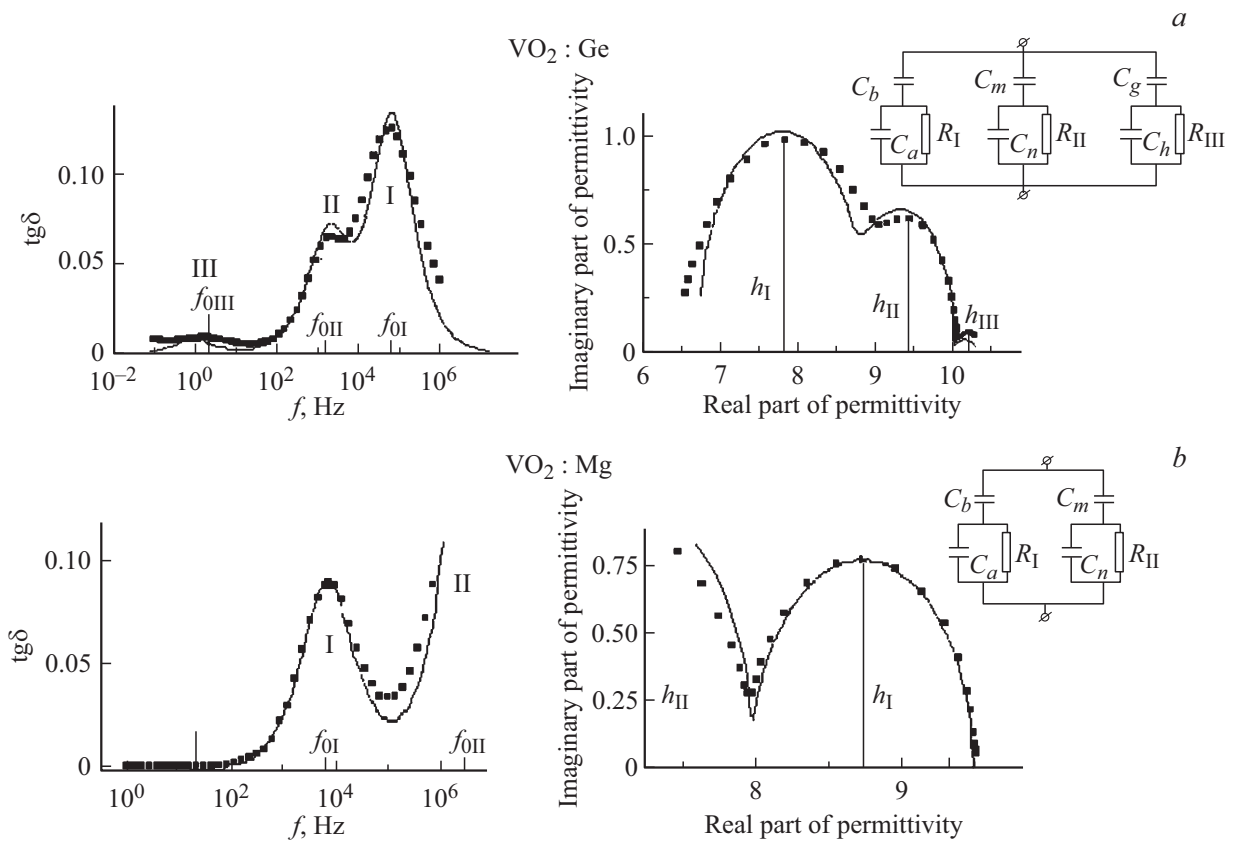 a
VO2 : Ge
tgδ
0.10
0.05
0
III
f0III
II
I
f0II
f0I
10–2
100
102
104
106
f, Hz
Imaginary part of permittivity
1.0
0.5
0
hI
hII
hIII
6
7
8
9
10
Real part of permittivity
Cb
Ca
RI
Cm
Cn
RII
Cg
Ch
RIII
b
VO2 : Mg
tgδ
0.10
0.05
0
I
II
f0I
f0II
100
102
104
106
f, Hz
Imaginary part of permittivity
0.75
0.50
0.25
0
hII
hI
8
9
Real part of permittivity
Cb
Ca
RI
Cm
Cn
RII